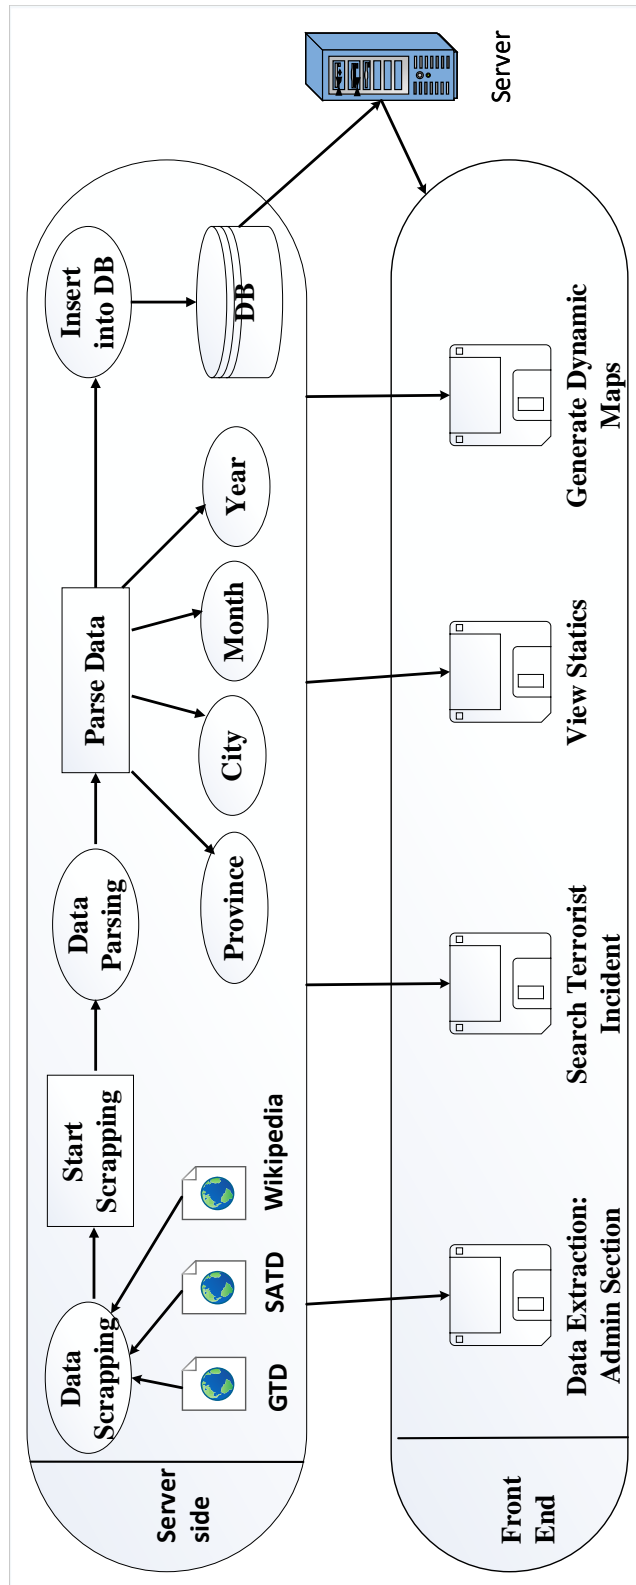 Server
side
Data
Scrapping
GTD
SATD
Wikipedia
Start
Scrapping
Data
Parsing
Parse Data
Province
City
Month
Year
Insert
into DB
DB
Server
Front
End
Data Extraction:
Admin Section
Search Terrorist
Incident
View Statics
Generate Dynamic
Maps